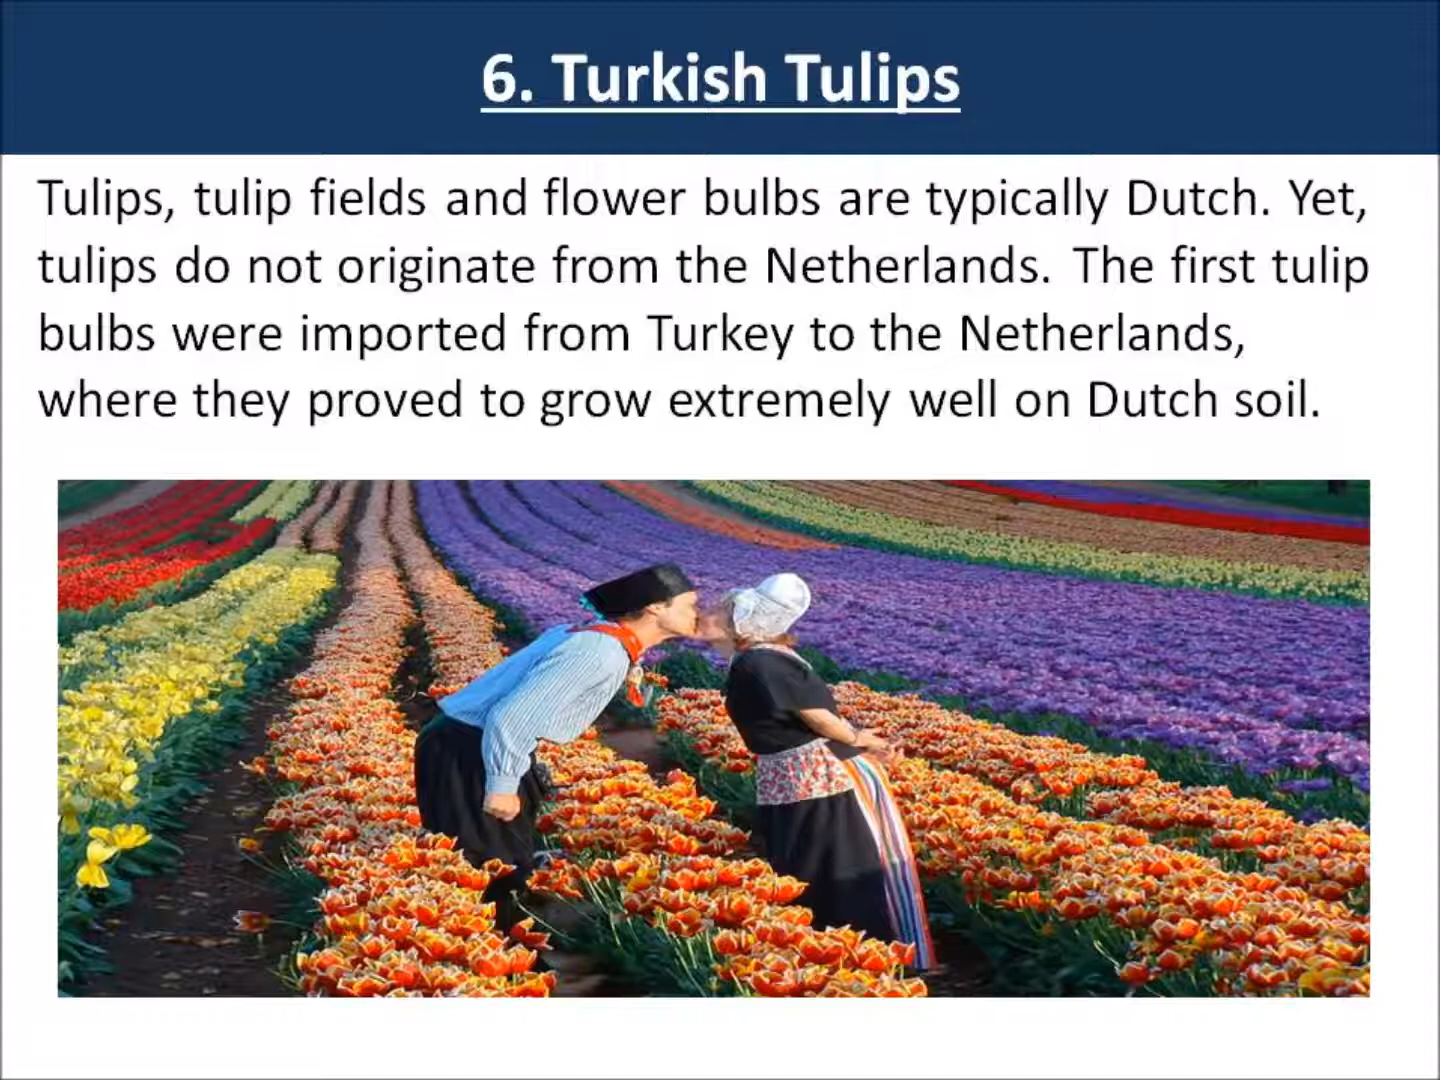 6. Turkish Tulips
Tulips, tulip fields and flower bulbs are typically Dutch. Yet,
tulips do not originate from the Netherlands. The first tulip
bulbs were imported from Turkey to the Netherlands,
where they proved to grow extremely well on Dutch soil.